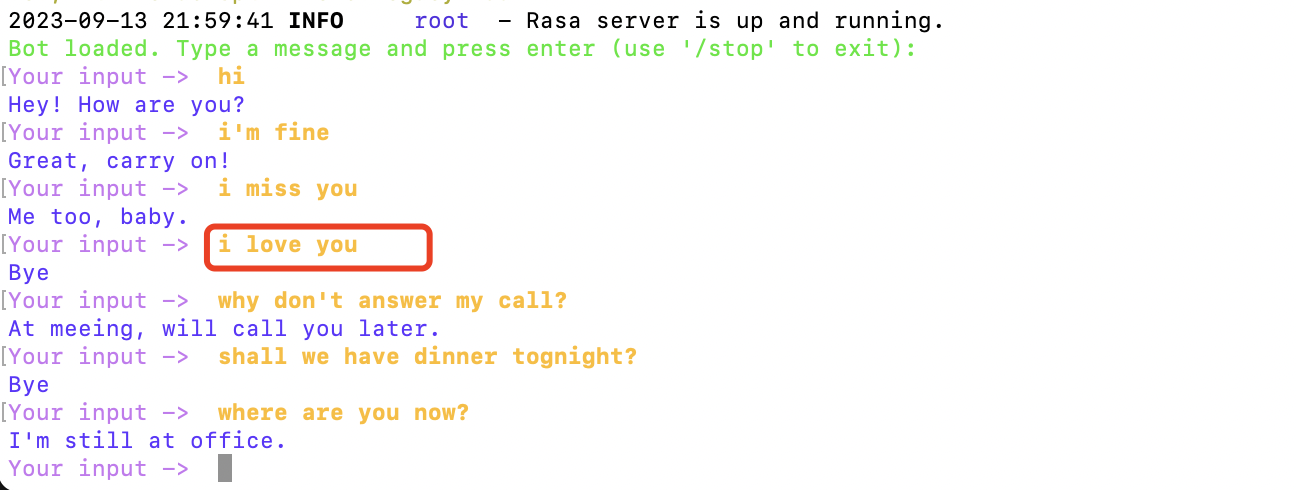 2023-09-13 21:59:41 INFO     root  - Rasa server is up and running.
Bot loaded. Type a message and press enter (use '/stop' to exit):
[Your input ->  hi
Hey! How are you?
[Your input ->  i'm fine
Great, carry on!
[Your input ->  i miss you
Me too, baby.
[Your input ->  i love you
Bye
[Your input ->  why don't answer my call?
At meeing, will call you later.
[Your input ->  shall we have dinner tognight?
Bye
[Your input ->  where are you now?
I'm still at office.
Your input ->